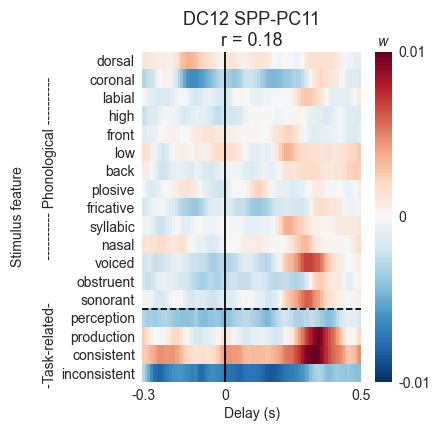 DC12 SPP-PC11
r = 0.18
w
dorsal
coronal
labial
high
front
low
back
plosive
fricative
syllabic
nasal
voiced
obstruent
sonorant
perception
production
consistent
inconsistent
Stimulus feature
---------- Phonological ----------
-Task-related-
0.01
0
-0.01
-0.3
0
0.5
Delay (s)